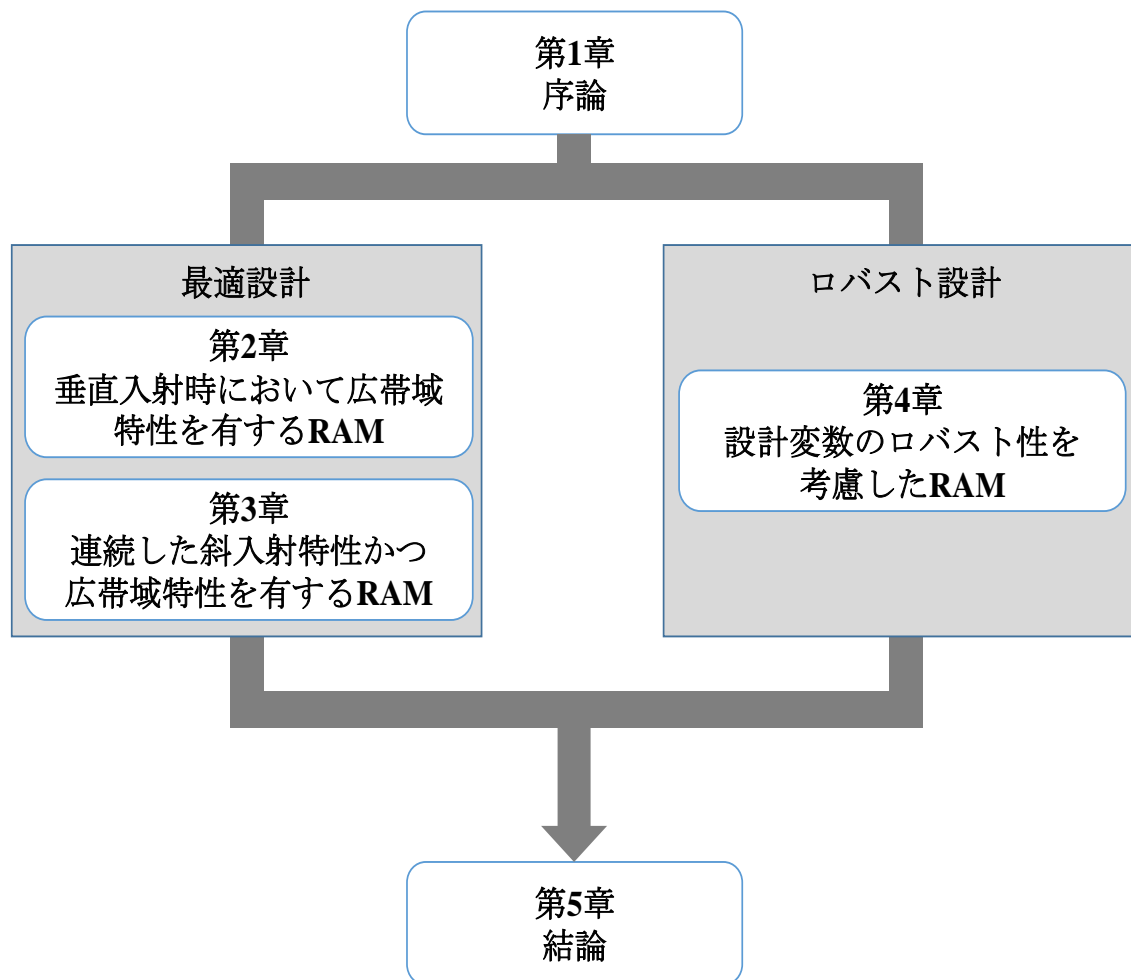 第1章
序論
最適設計
第2章
垂直入射時において広帯域
特性を有するRAM
第3章
連続した斜入射特性かつ
広帯域特性を有するRAM
ロバスト設計
第4章
設計変数のロバスト性を
考慮したRAM
第5章
結論